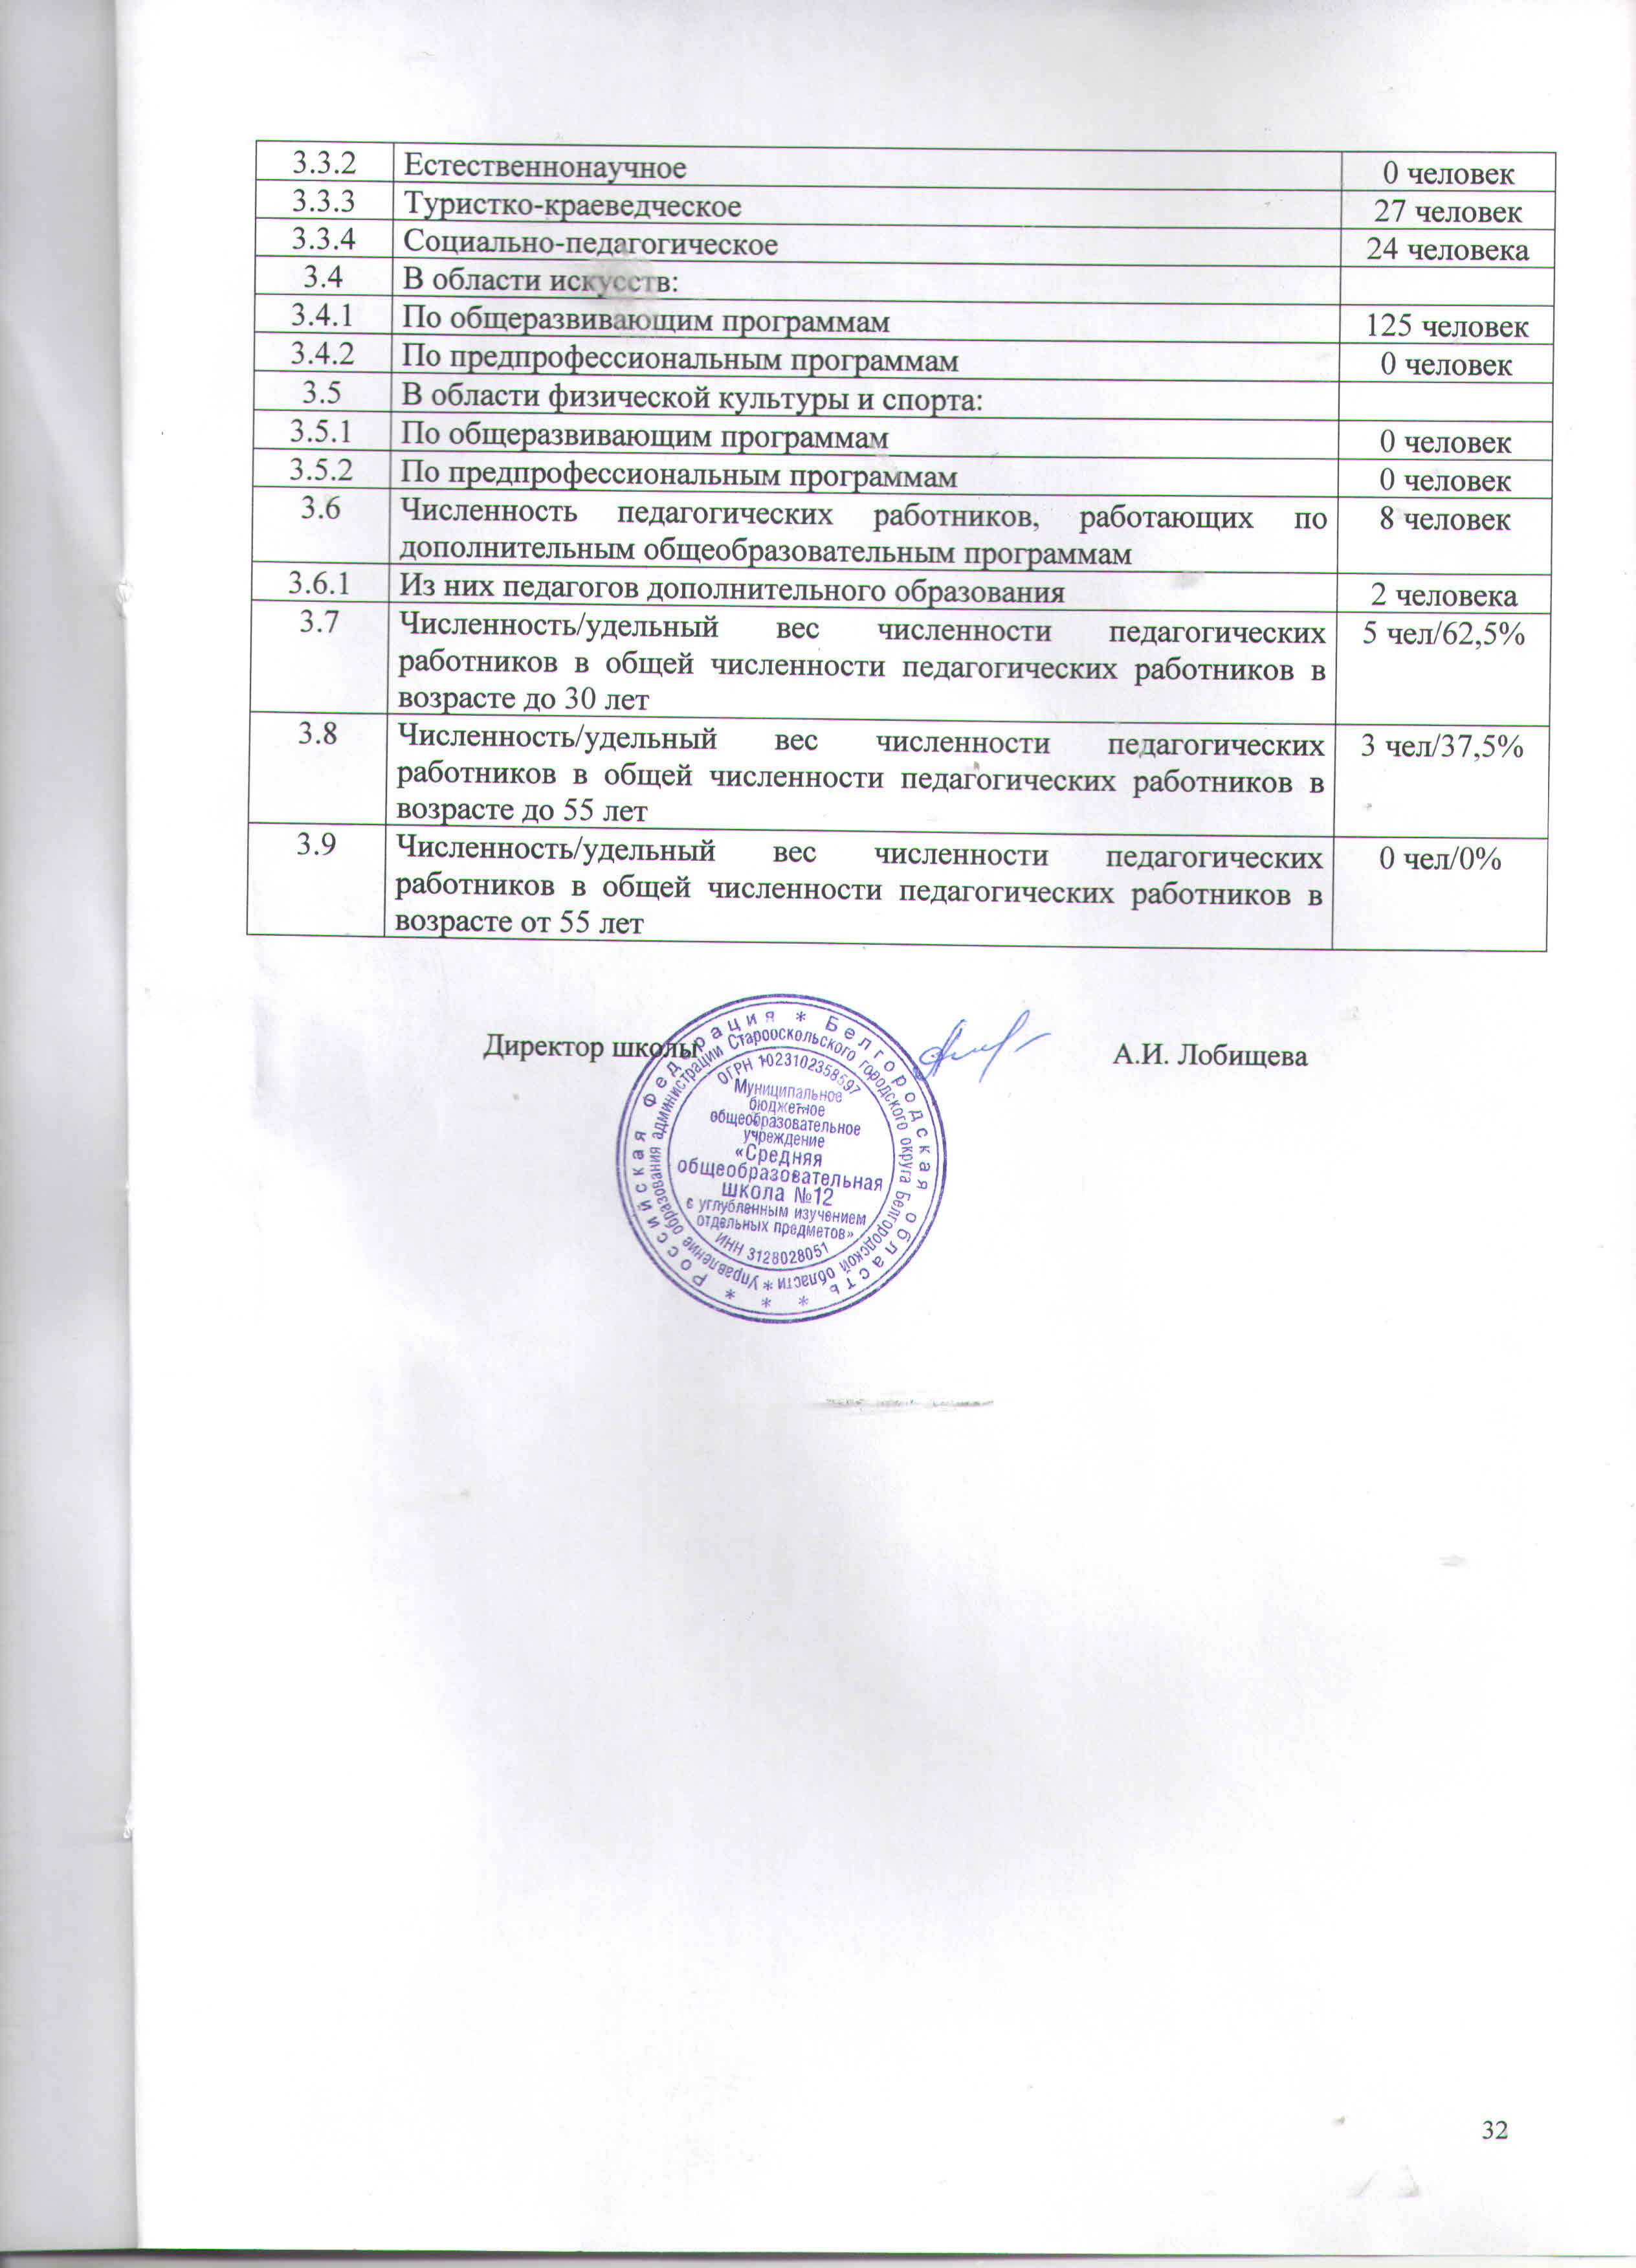 3.3.2 Естественнонаучное 0 человек
3.3.3 Туристко-краеведческое 27 человек
3.3.4 Социально-педагогическое 24 человека
3.4 В области искусств:
3.4.1 По общеразвивающим программам 125 человек
3.4.2 По предпрофессиональным программам 0 человек
3.5 В области физической культуры и спорта:
3.5.1 По общеразвивающим программам 0 человек
3.5.2 По предпрофессиональным программам 0 человек
3.6 Численность педагогических работников, работающих по 8 человек
дополнительным общеобразовательным программам
3.6.1 Из них педагогов дополнительного образования 2 человека
3.7 Численность/удельный вес численности педагогических 5 чел/62,5%
работников в общей численности педагогических работников в
возрасте до 30 лет
3.8 Численность/удельный вес численности педагогических 3 чел/37,5%
работников в общей численности педагогических работников в
возрасте до 55 лет
3.9 Численность/удельный вес численности педагогических 0 чел/0%
работников в общей численности педагогических работников в
возрасте от 55 лет
Директор школы А.И. Лобищева
Российская Федерация * Белгородская область * * *
Управление образования администрации Старооскольского городского округа Белгородской области *
ОГРН 1023102358597
Муниципальное
бюджетное
общеобразовательное
учреждение
«Средняя
общеобразовательная
школа №12
с углубленным изучением
отдельных предметов»
ИНН 3128028051
32